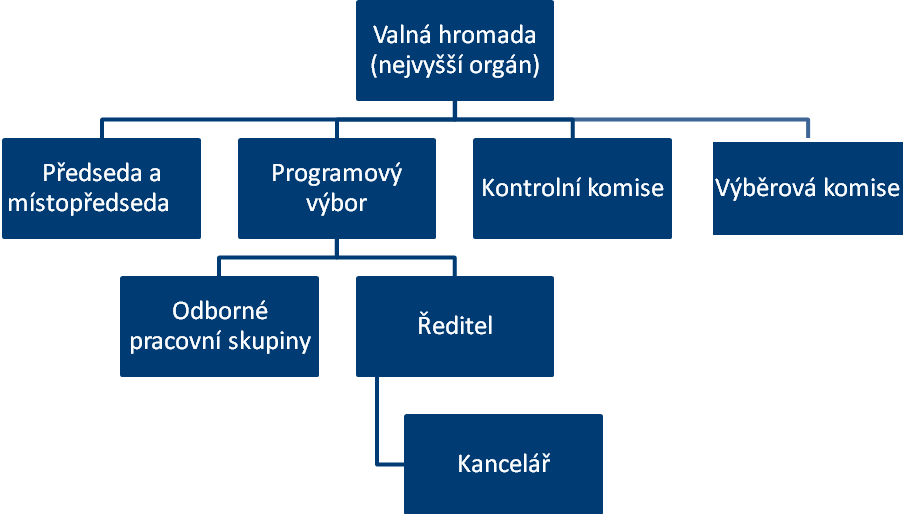 Valná hromada
(nejvyšší orgán)
Předseda a
místopředseda
Programový
výbor
Kontrolní komise
Výběrová komise
Odborné
pracovní skupiny
Ředitel
Kancelář